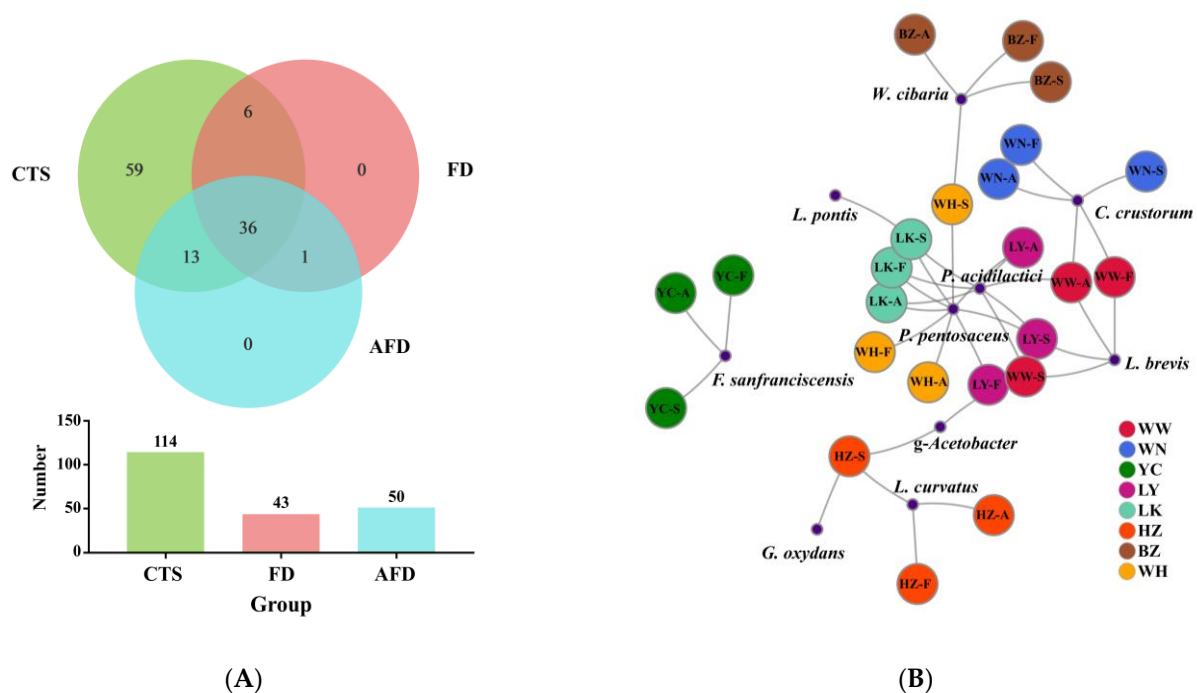 6
59
0
CTS
FD
36
13
1
0
AFD
150
100
50
0
Number
114
43
50
CTS
FD
AFD
Group
(A)
BZ-A
BZ-F
BZ-S
W. cibaria
WN-F
WN-A
WN-S
WH-S
L. pontis
C. crustorum
LK-S
LY-A
LK-F
P. acidilactici
WW-A
WW-F
YC-F
YC-A
LK-A
P. pentosaceus
LY-S
WH-F
F. sanfranciscensis
L. brevis
WH-A
LY-F
WW-S
YC-S
g-Acetobacter
HZ-S
L. curvatus
HZ-A
G. oxydans
HZ-F
WW
WN
YC
LY
LK
HZ
BZ
WH
(B)